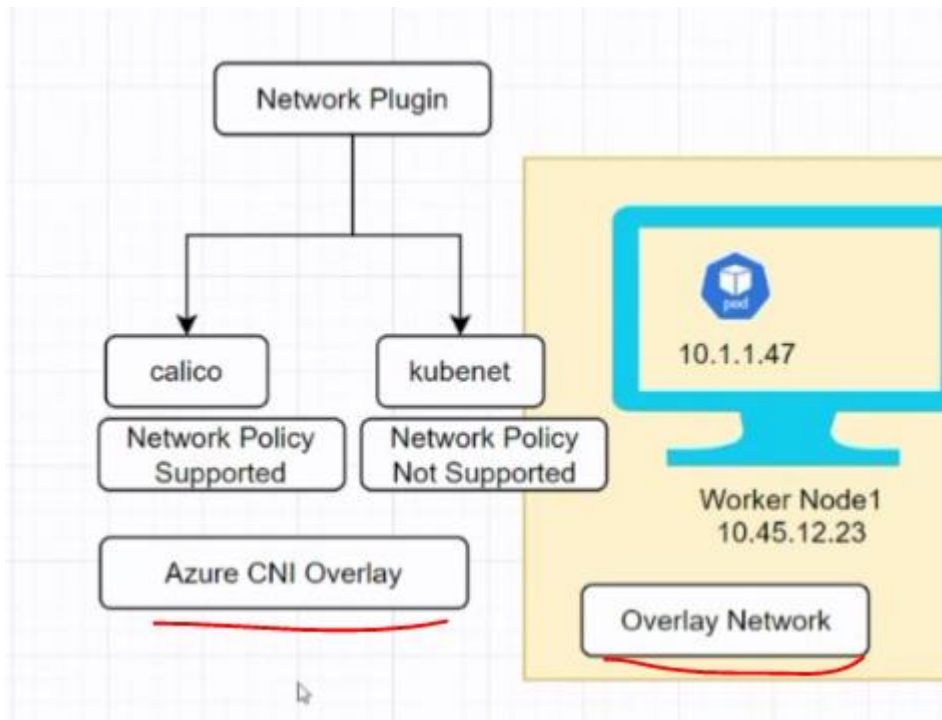 Network Plugin
calico
kubenet
Network Policy
Supported
Network Policy
Not Supported
Azure CNI Overlay
pod
10.1.1.47
Worker Node1
10.45.12.23
Overlay Network